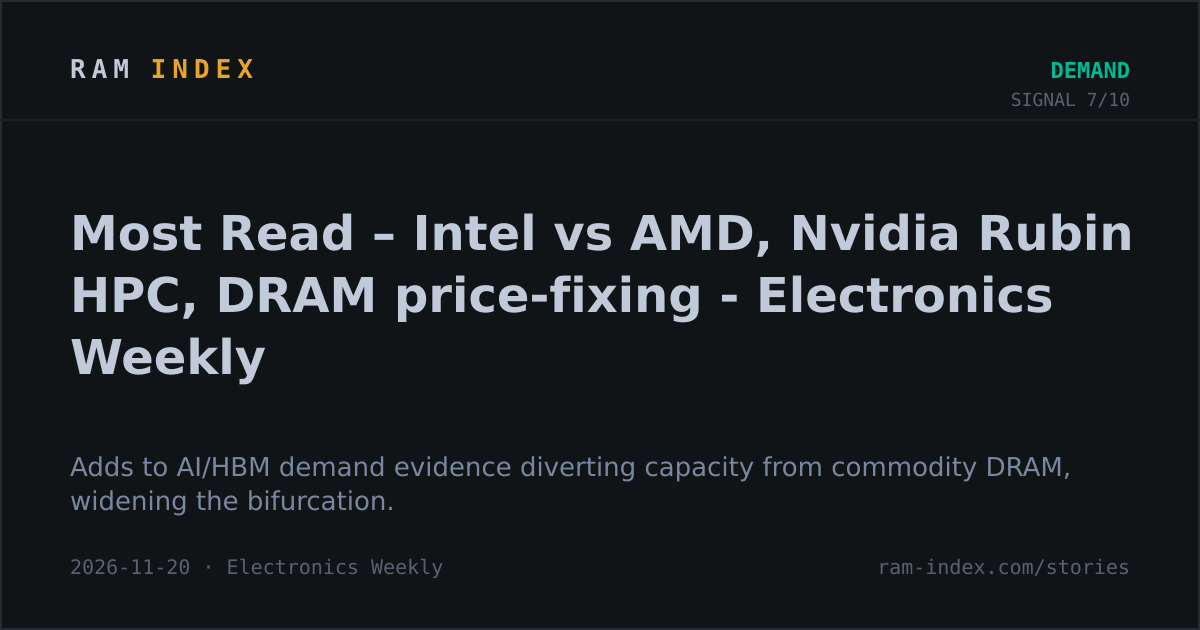 RAM INDEX
DEMAND
SIGNAL 7/10
Most Read – Intel vs AMD, Nvidia Rubin
HPC, DRAM price-fixing - Electronics
Weekly
Adds to AI/HBM demand evidence diverting capacity from commodity DRAM,
widening the bifurcation.
2026-11-20 · Electronics Weekly
ram-index.com/stories